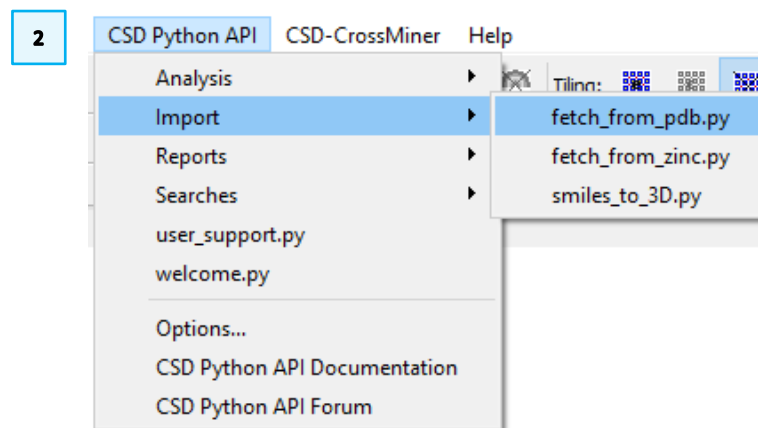 2
CSD Python API CSD-CrossMiner Help
Analysis
Tiling:
Import
fetch_from_pdb.py
Reports
fetch_from_zinc.py
Searches
smiles_to_3D.py
user_support.py
welcome.py
Options...
CSD Python API Documentation
CSD Python API Forum